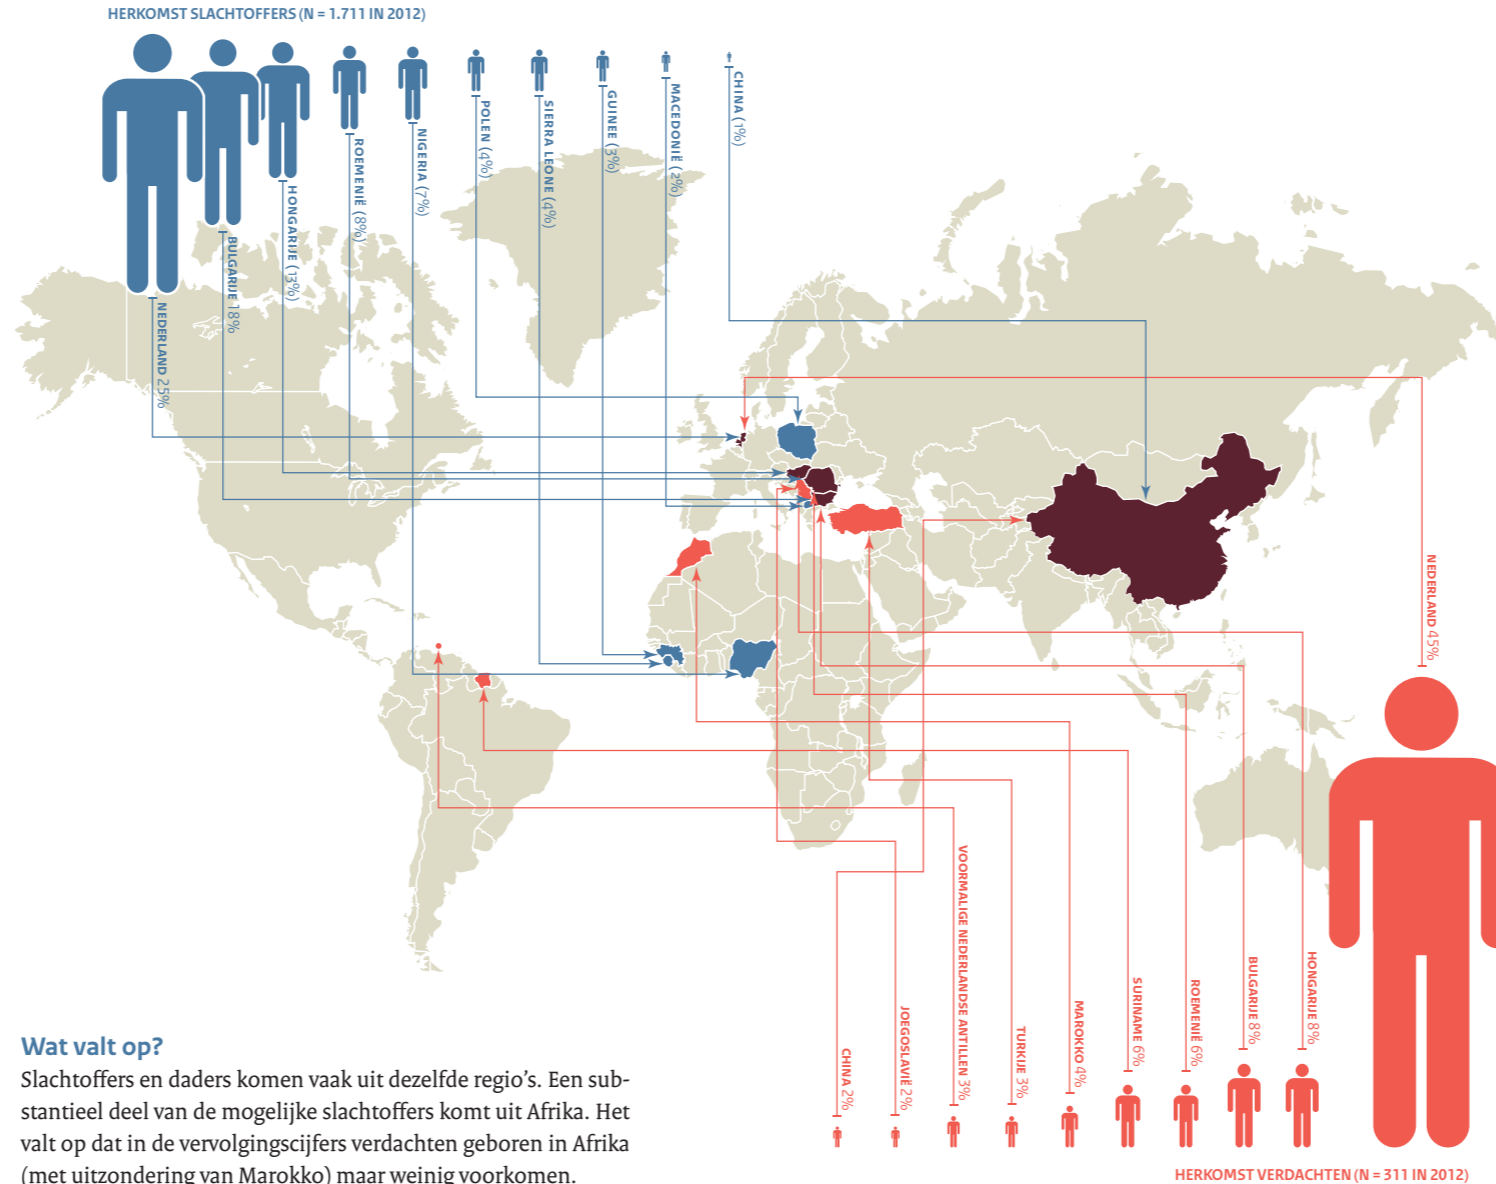 HERKOMST SLACHTOFFERS (N = 1.711 IN 2012)
NEDERLAND 25%
BULGARIJE 18%
HONGARIJE (13%)
ROEMENIË (8%)
NIGERIA (7%)
POLEN (4%)
SIERRA LEONE (4%)
GUINEE (3%)
MACEDONIË (2%)
CHINA (1%)
NEDERLAND 45%
CHINA 2%
JOEGOSLAVIË 2%
VOORMALIGE NEDERLANDSE ANTILLEN 3%
TURKIJE 3%
MAROKKO 4%
SURINAME 6%
ROEMENIË 6%
BULGARIJE 8%
HONGARIJE 8%
HERKOMST VERDACHTEN (N = 311 IN 2012)
Wat valt op?
Slachtoffers en daders komen vaak uit dezelfde regio's. Een sub-
stantieel deel van de mogelijke slachtoffers komt uit Afrika. Het
valt op dat in de vervolgingscijfers verdachten geboren in Afrika
(met uitzondering van Marokko) maar weinig voorkomen.